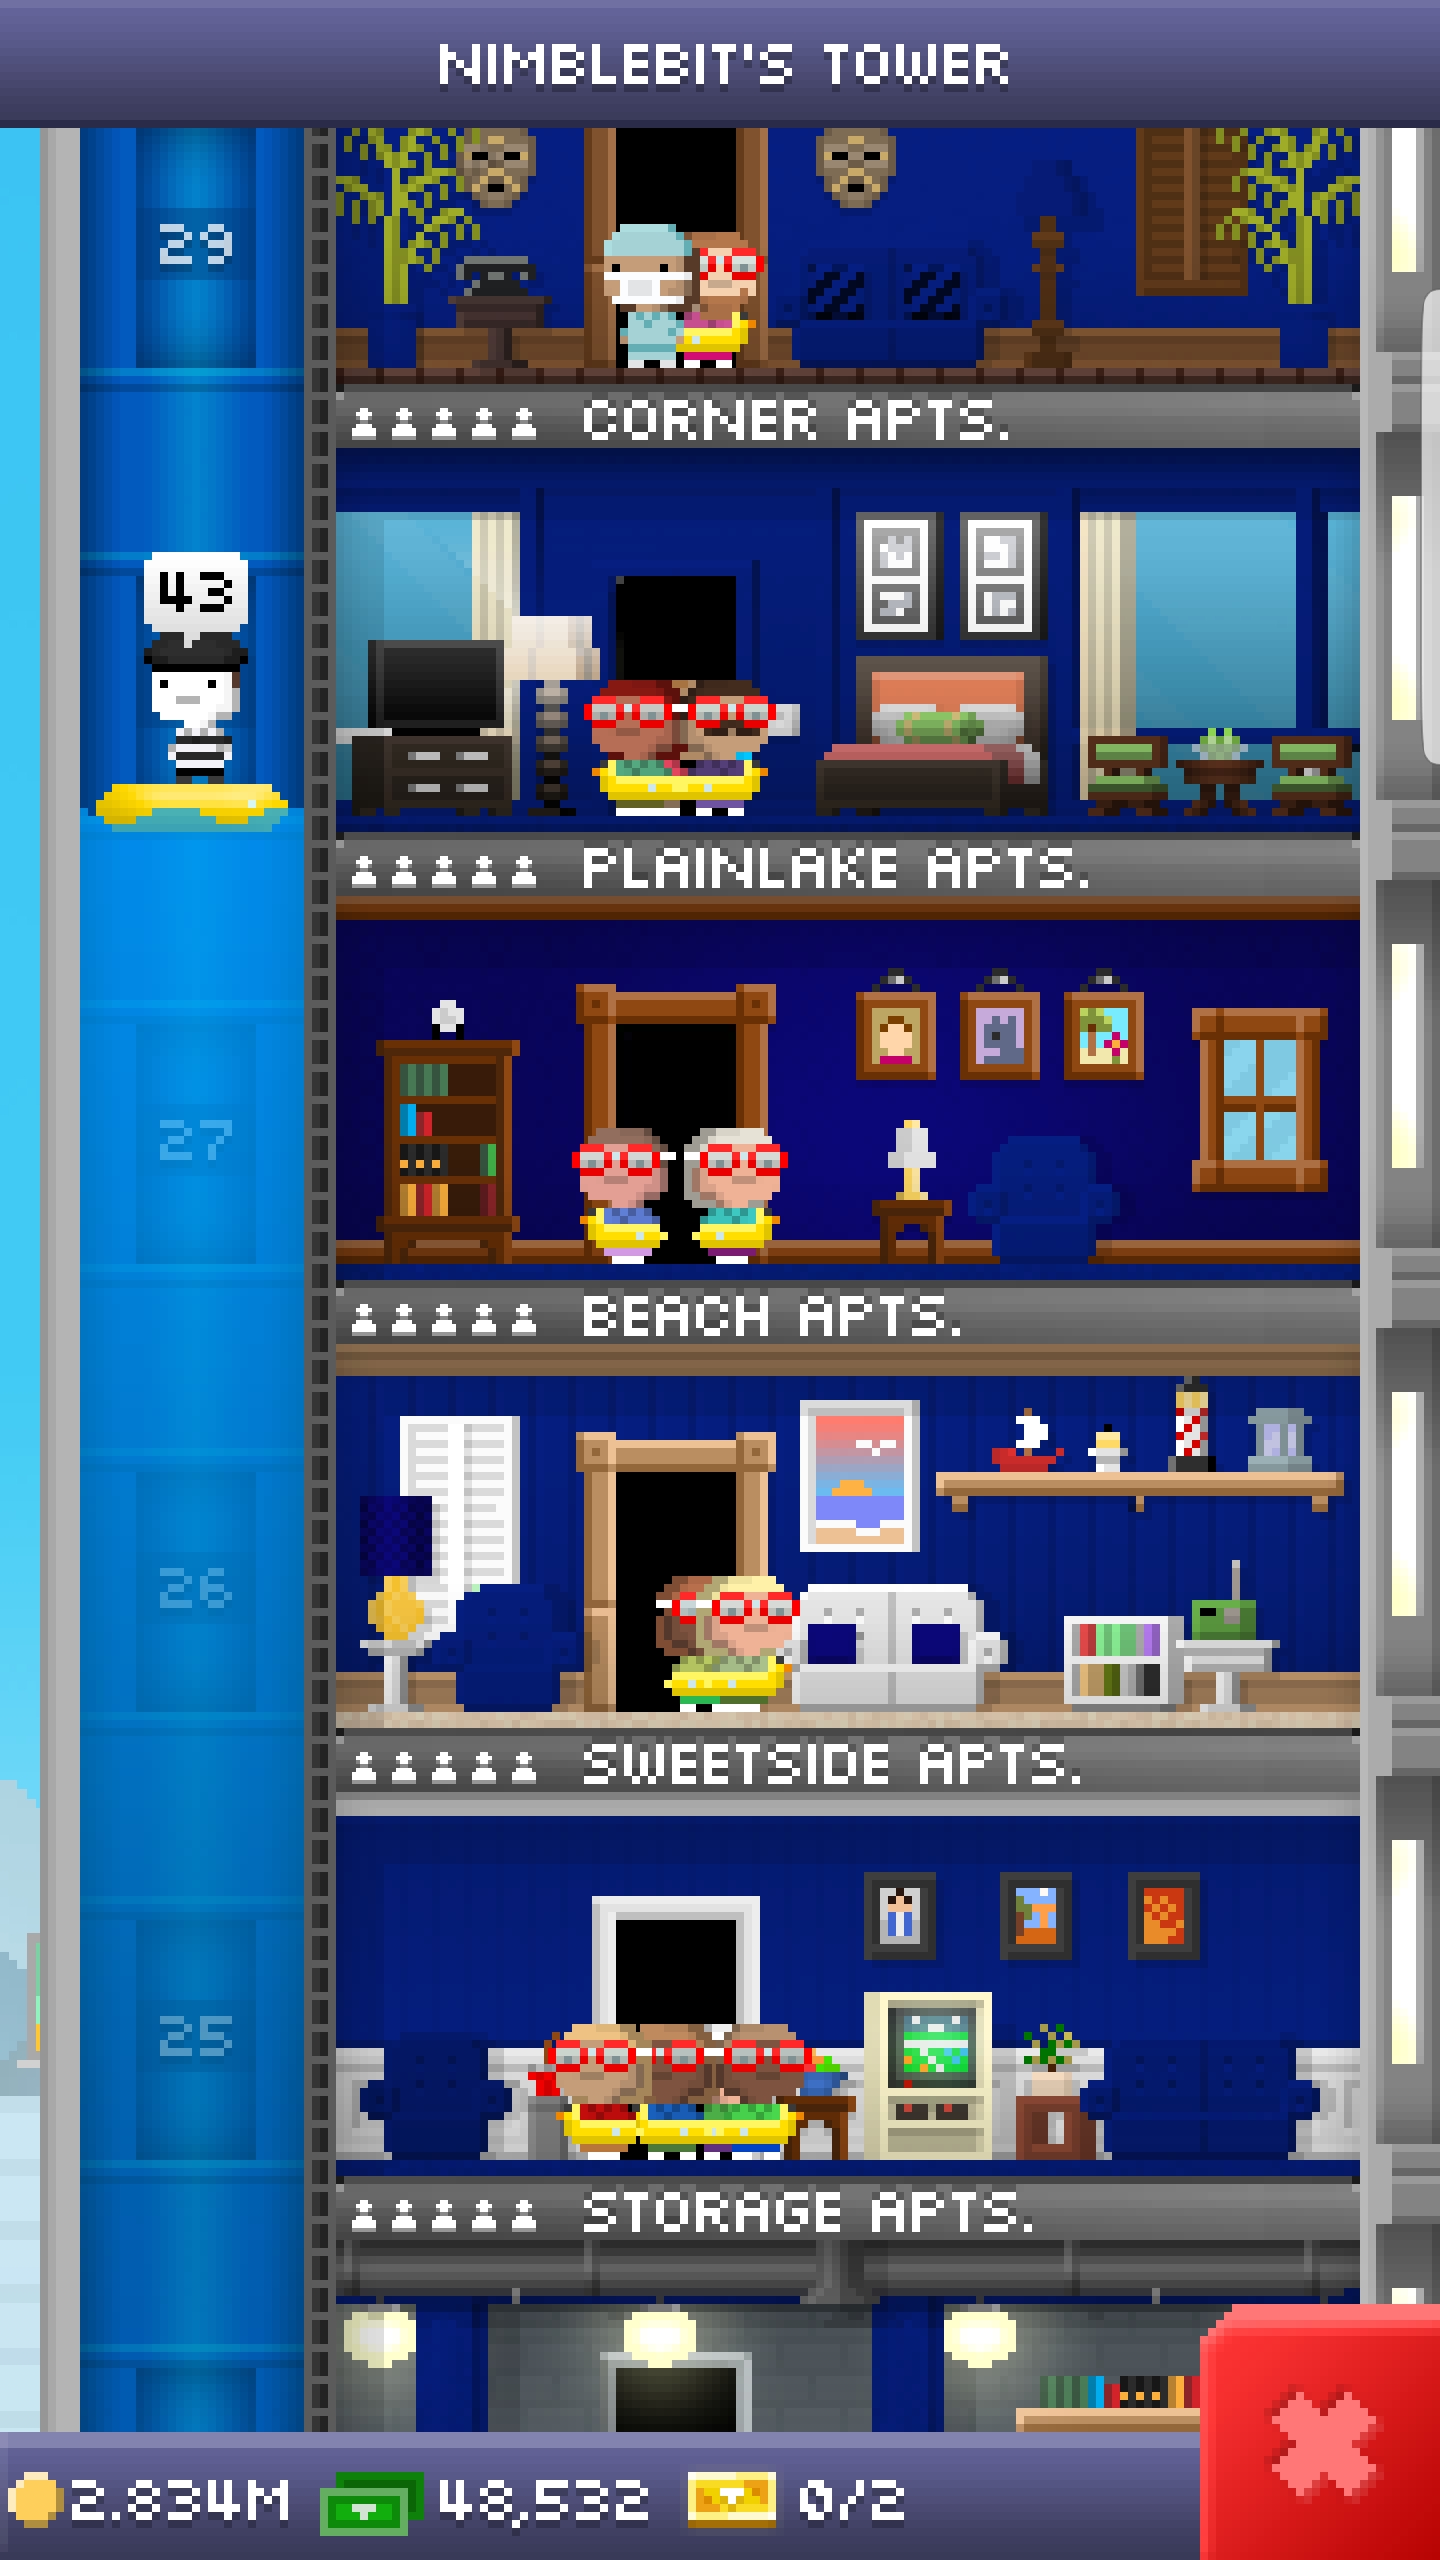 NIMBLEBIT'S TOWER
29
CORNER APTS.
43
PLAINLAKE APTS.
27
BEACH APTS.
26
SWEETSIDE APTS.
25
STORAGE APTS.
2.834M 48,532 0/2